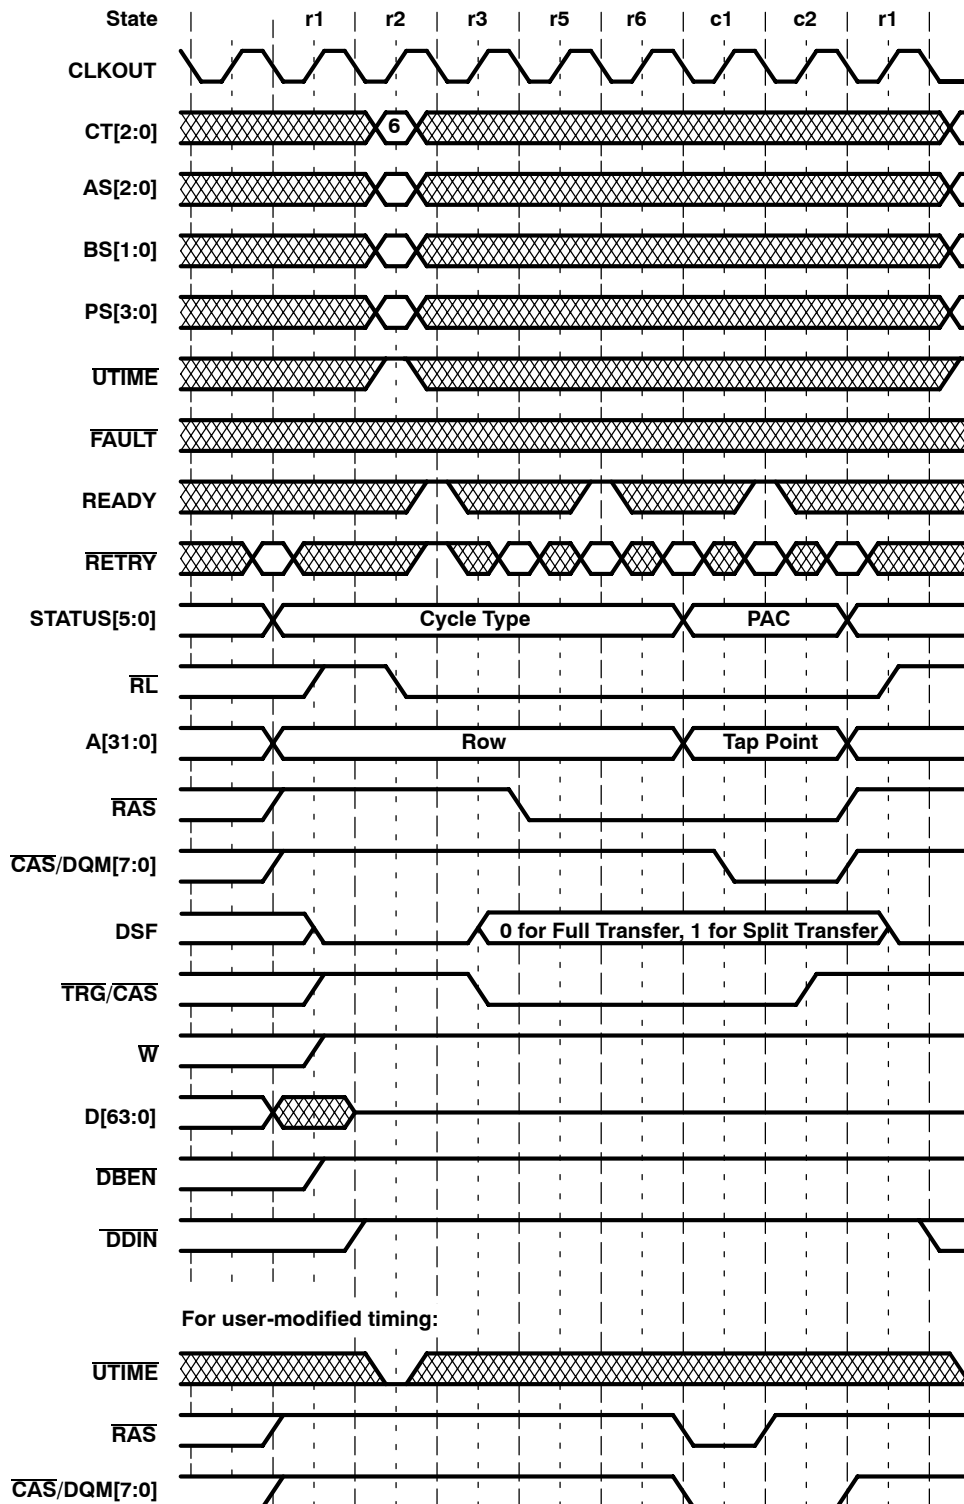 State r1 r2 r3 r5 r6 c1 c2 r1
CLKOUT
CT[2:0] 6
AS[2:0]
BS[1:0]
PS[3:0]
UTIME
FAULT
READY
RETRY
STATUS[5:0] Cycle Type PAC
RL
A[31:0] Row Tap Point
RAS
CAS/DQM[7:0]
DSF 0 for Full Transfer, 1 for Split Transfer
TRG/CAS
W
D[63:0]
DBEN
DDIN
For user-modified timing:
UTIME
RAS
CAS/DQM[7:0]